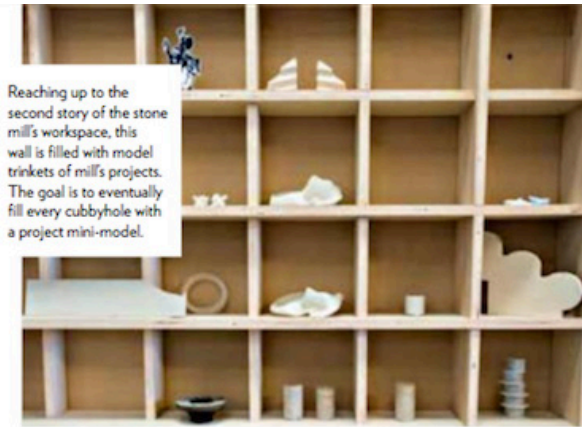 Reaching up to the
second story of the stone
mill's workspace, this
wall is filled with model
trinkets of mill's projects.
The goal is to eventually
fill every cubbyhole with
a project mini-model.